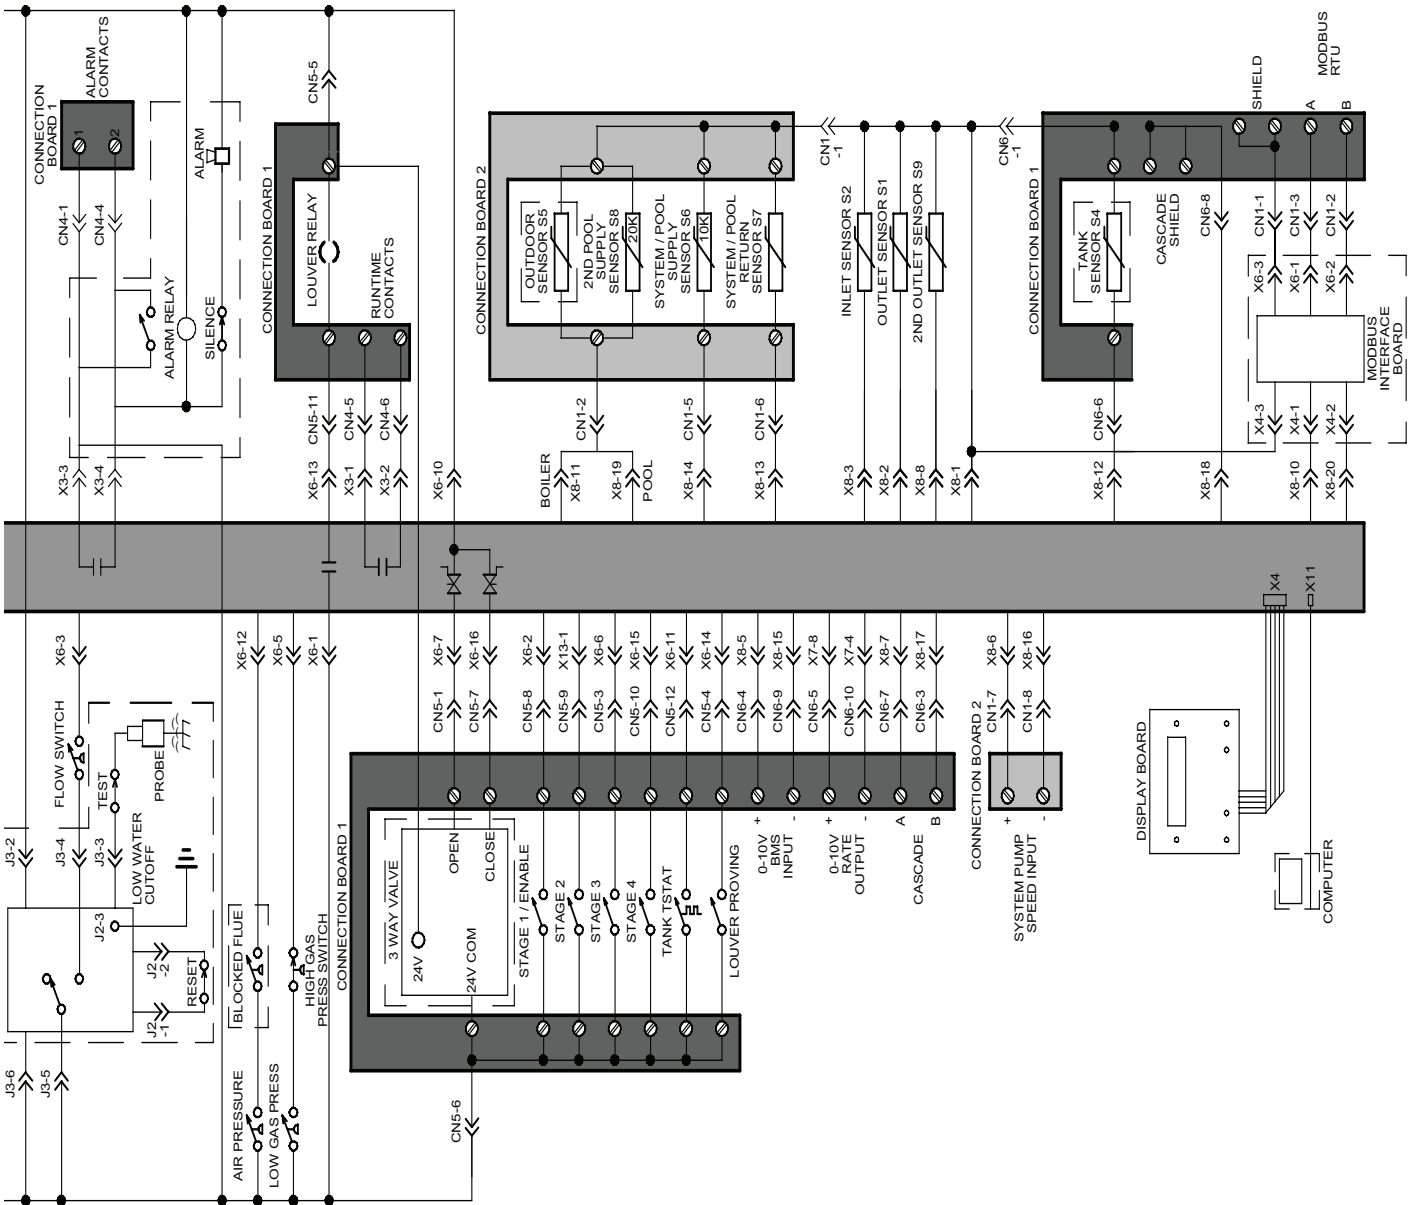 CONNECTION
BOARD 1
ALARM
CONTACTS
1
2
CN4-1
CN4-4
ALARM
ALARM RELAY
SILENCE
X3-3
X3-4
CN5-5
CONNECTION BOARD 1
LOUVER RELAY
RUNTIME
CONTACTS
CN5-11
CN4-5
CN4-6
X6-13
X3-1
X3-2
X6-10
CONNECTION BOARD 2
OUTDOOR
SENSOR S5
2ND POOL
SUPPLY
SENSOR S8
20K
SYSTEM / POOL
SUPPLY
SENSOR S6
10K
SYSTEM / POOL
RETURN
SENSOR S7
CN1-2
CN1-5
CN1-6
BOILER
X8-11
X8-19
POOL
X8-14
X8-13
CN1
-1
INLET SENSOR S2
OUTLET SENSOR S1
2ND OUTLET SENSOR S9
X8-3
X8-2
X8-8
X8-1
CN6
-1
CONNECTION BOARD 1
TANK
SENSOR S4
CASCADE
SHIELD
CN6-8
SHIELD
MODBUS
RTU
A
B
CN1-1
CN1-3
CN1-2
X6-3
X6-1
X6-2
MODBUS
INTERFACE
BOARD
X4-3
X4-1
X4-2
CN6-6
X8-12
X8-18
X8-10
X8-20
X4
X11
X6-3
X6-12
X6-5
X6-1
X6-7
X6-16
X6-2
X13-1
X6-6
X6-15
X6-11
X6-14
X8-5
X8-15
X7-8
X7-4
X8-7
X8-17
X8-6
X8-16
CN5-1
CN5-7
CN5-8
CN5-9
CN5-3
CN5-10
CN5-12
CN5-4
CN6-4
CN6-9
CN6-5
CN6-10
CN6-7
CN6-3
CN1-7
CN1-8
FLOW SWITCH
TEST
PROBE
J3-2
J3-4
J3-3
LOW WATER
CUTOFF
J2-3
J2
-2
J2
-1
RESET
J3-6
J3-5
BLOCKED FLUE
HIGH GAS
PRESS SWITCH
AIR PRESSURE
LOW GAS PRESS
CONNECTION BOARD 1
3 WAY VALVE
24V
OPEN
CLOSE
24V COM
STAGE 1 / ENABLE
STAGE 2
STAGE 3
STAGE 4
TANK TSTAT
LOUVER PROVING
+
0-10V
BMS
INPUT
-
+
0-10V
RATE
OUTPUT
-
A
CASCADE
B
CN5-6
CONNECTION BOARD 2
+
SYSTEM PUMP
SPEED INPUT
-
DISPLAY BOARD
COMPUTER